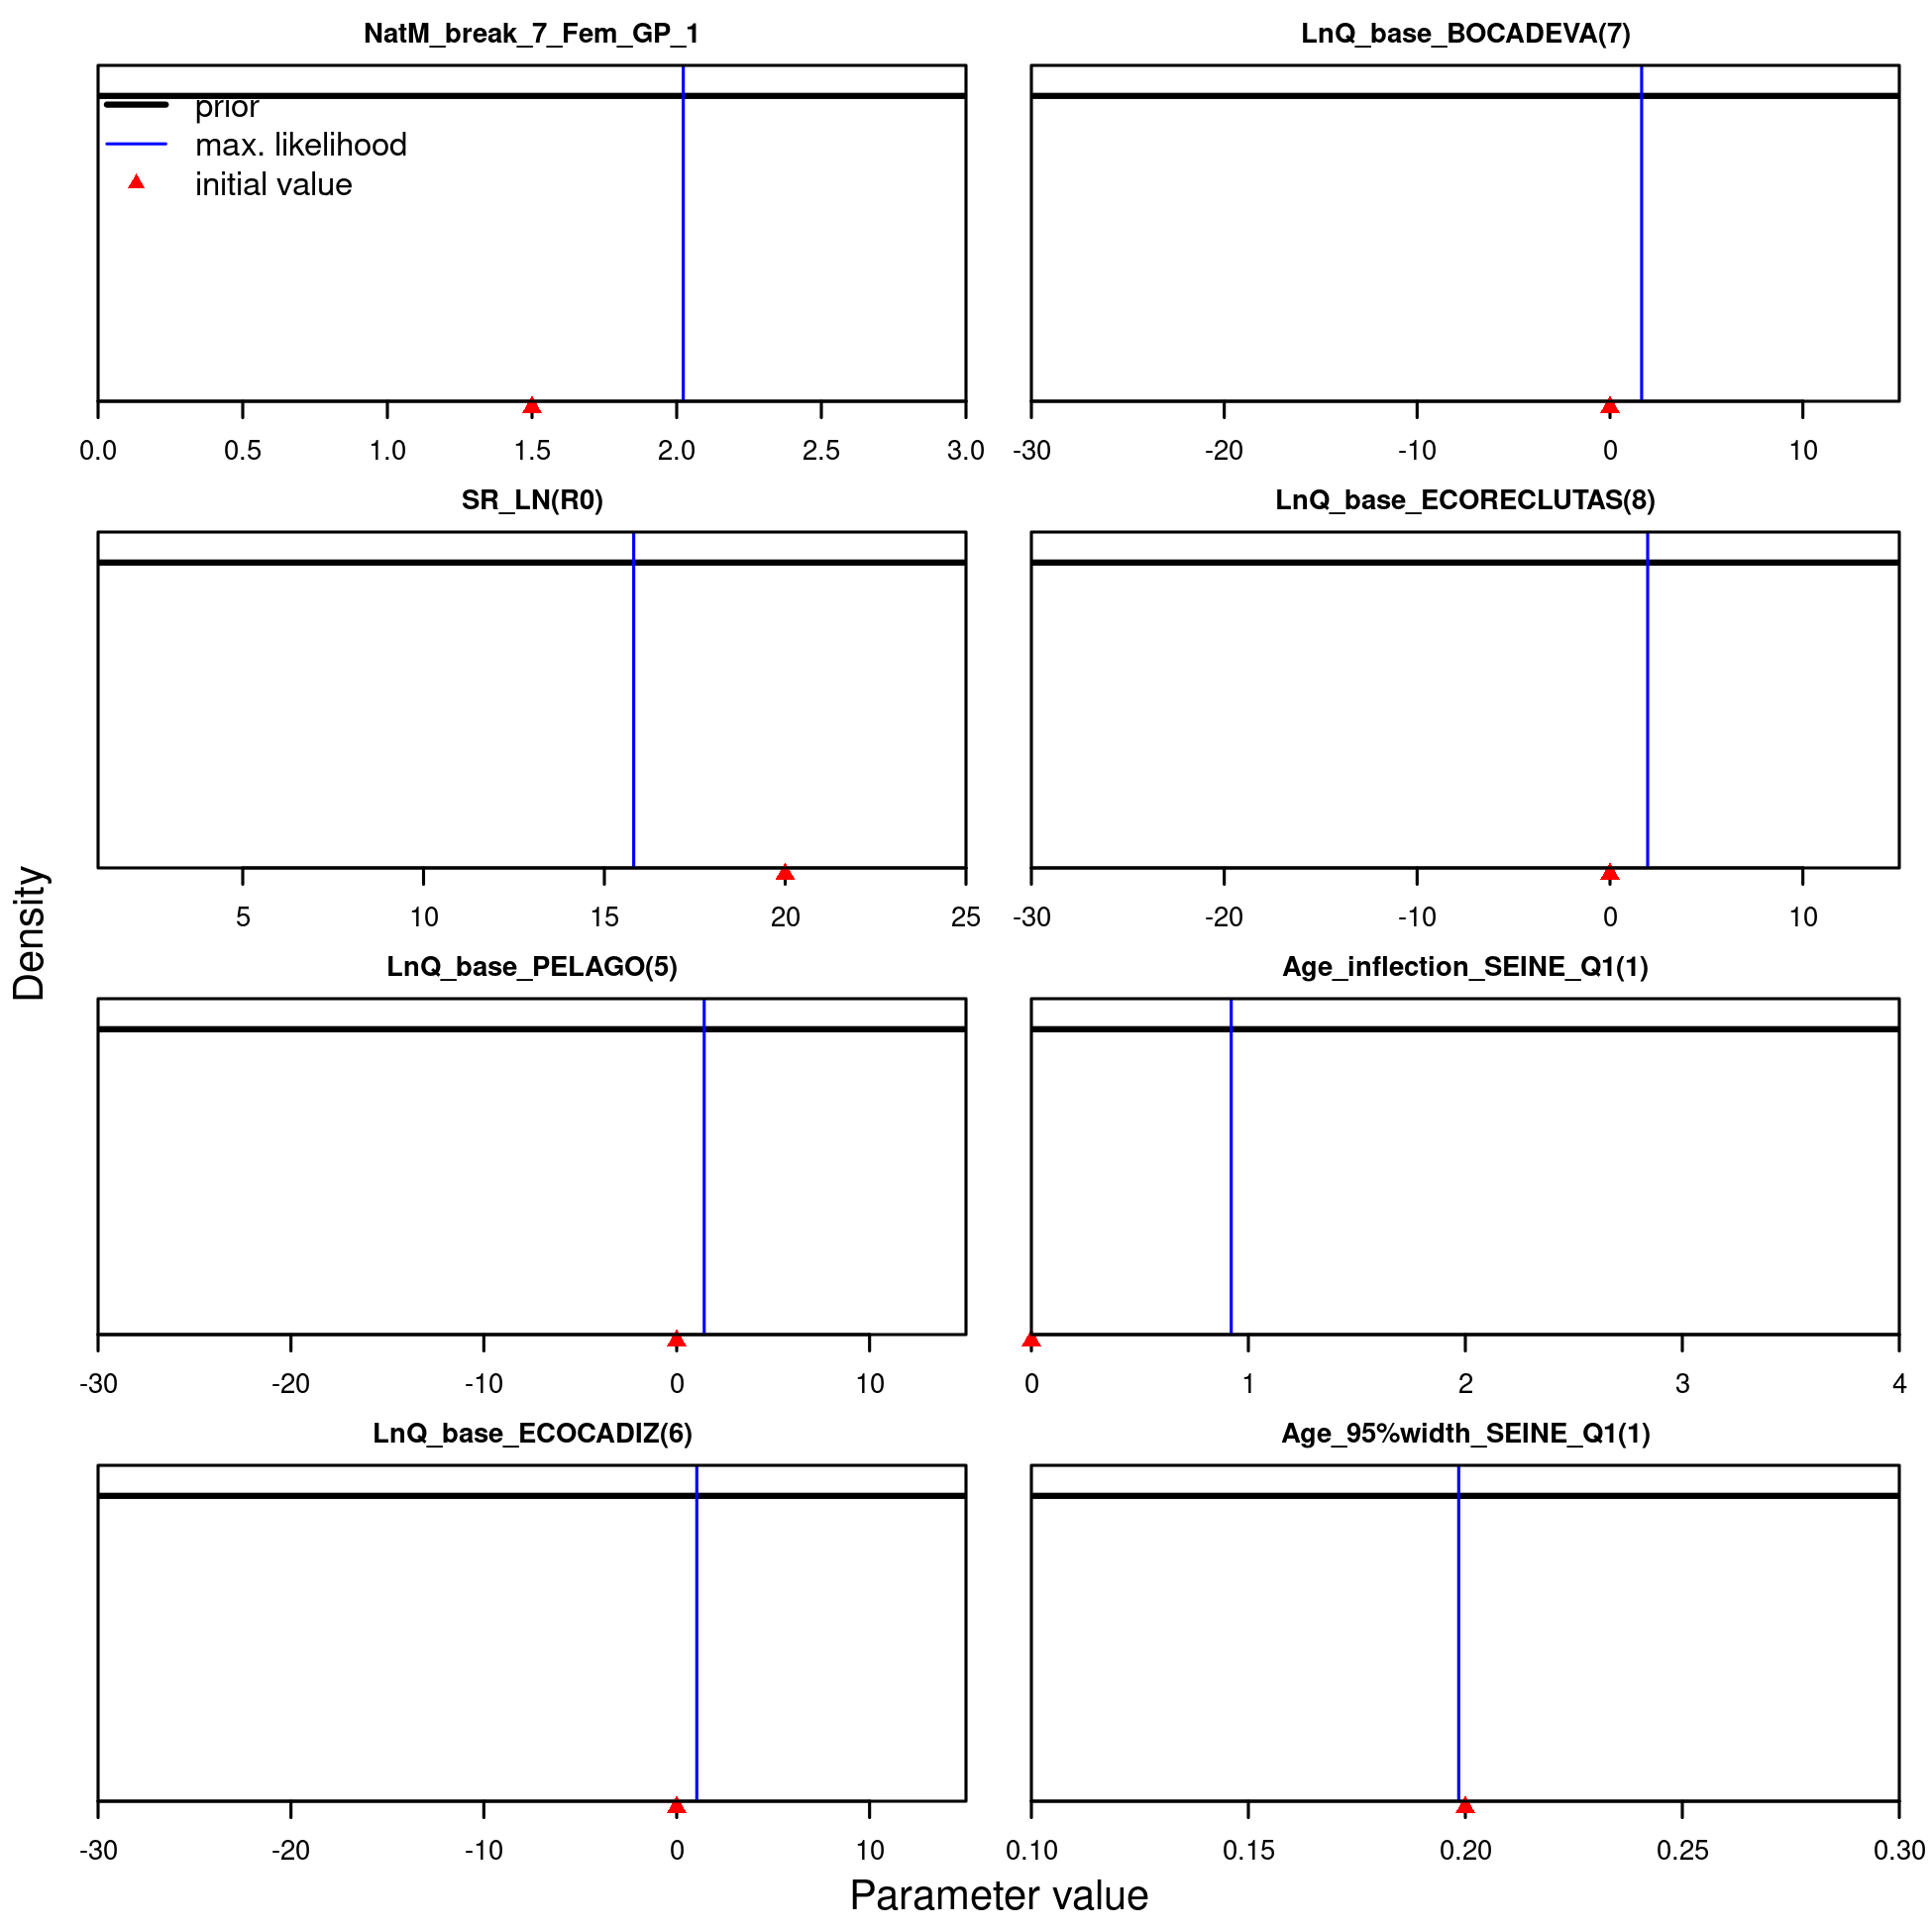 NatM_break_7_Fem_GP_1
prior
max. likelihood
initial value
0.0 0.5 1.0 1.5 2.0 2.5 3.0
LnQ_base_BOCADEVA(7)
-30 -20 -10 0 10
SR_LN(R0)
5 10 15 20 25
LnQ_base_ECORECLUTAS(8)
-30 -20 -10 0 10
LnQ_base_PELAGO(5)
-30 -20 -10 0 10
Age_inflection_SEINE_Q1(1)
0 1 2 3 4
LnQ_base_ECOCADIZ(6)
-30 -20 -10 0 10
Age_95%width_SEINE_Q1(1)
0.10 0.15 0.20 0.25 0.30
Density
Parameter value